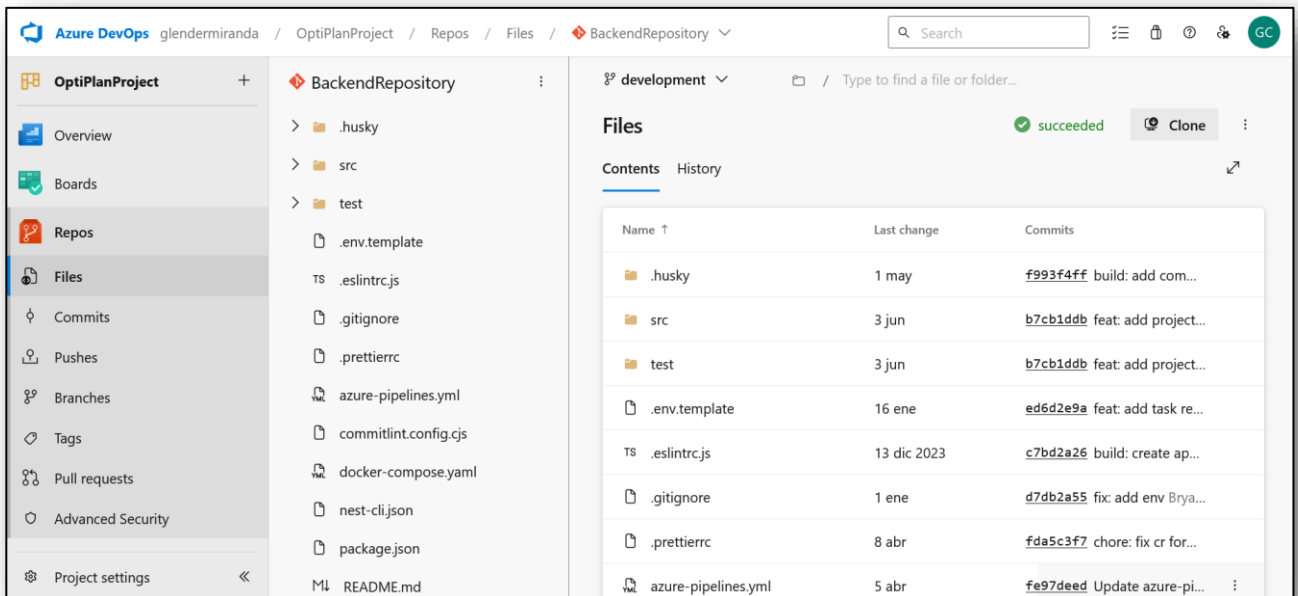 Azure DevOps glendermiranda / OptiPlanProject / Repos / Files / BackendRepository
Search
GC
OptiPlanProject +
Overview
Boards
Repos
Files
Commits
Pushes
Branches
Tags
Pull requests
Advanced Security
Project settings
BackendRepository
.husky
src
test
.env.template
TS .eslintrc.js
.gitignore
.prettierrc
YML azure-pipelines.yml
commitlint.config.cjs
YML docker-compose.yaml
nest-cli.json
package.json
M↓ README.md
development / Type to find a file or folder...
Files
succeeded Clone
Contents History
Name ↑ Last change Commits
.husky 1 may f993f4ff build: add com...
src 3 jun b7cb1ddb feat: add project...
test 3 jun b7cb1ddb feat: add project...
.env.template 16 ene ed6d2e9a feat: add task re...
TS .eslintrc.js 13 dic 2023 c7bd2a26 build: create ap...
.gitignore 1 ene d7db2a55 fix: add env Brya...
.prettierrc 8 abr fda5c3f7 chore: fix cr for...
YML azure-pipelines.yml 5 abr fe97deed Update azure-pi...